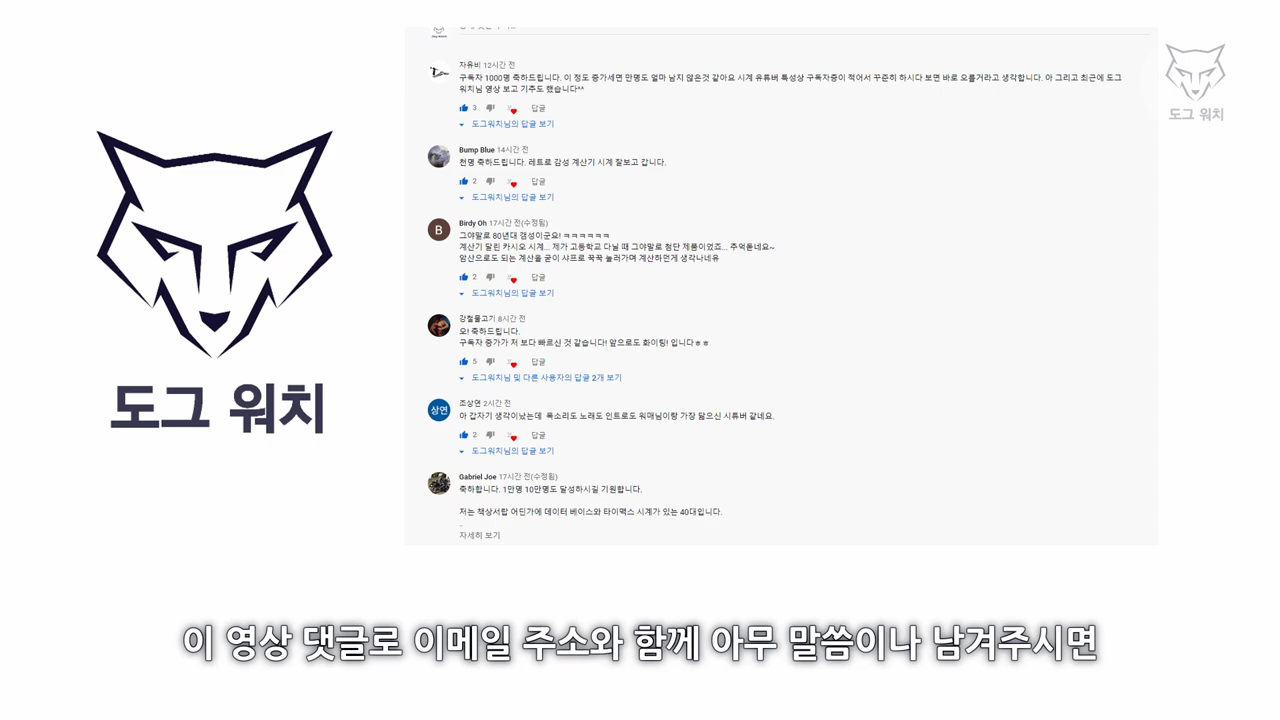 자유비 12시간 전
구독자 1000명 축하드립니다. 이 정도 증가세면 만명도 얼마 남지 않은것 같아요 시계 유튜버 특성상 구독자층이 적어서 꾸준히 하시다 보면 바로 오를거라고 생각합니다. 아 그리고 최근에 도그
워치님 영상 보고 기추도 했습니다^^
3 답글
도그워치님의 답글 보기
Bump Blue 14시간 전
천명 축하드립니다. 레트로 감성 계산기 시계 잘보고 갑니다.
2 답글
도그워치님의 답글 보기
B
Birdy Oh 17시간 전(수정됨)
그야말로 80년대 갬성이군요! ㅋㅋㅋㅋㅋㅋ
계산기 달린 카시오 시계... 제가 고등학교 다닐 때 그야말로 첨단 제품이었죠... 추억돋네요~
암산으로도 되는 계산을 굳이 샤프로 꾹꾹 눌러가며 계산하던게 생각나네유
2 답글
도그워치님의 답글 보기
강철물고기 8시간 전
오! 축하드립니다.
구독자 증가가 저 보다 빠르신 것 같습니다! 앞으로도 화이팅! 입니다ㅎㅎ
5 답글
도그워치님 및 다른 사용자의 답글 2개 보기
상연
조상연 2시간 전
아 갑자기 생각이났는데 목소리도 노래도 인트로도 워매님이랑 가장 닮으신 시튜버 같네요.
2 답글
도그워치님의 답글 보기
Gabriel Joe 17시간 전(수정됨)
축하합니다. 1만명 10만명도 달성하시길 기원합니다.
저는 책상서랍 어딘가에 데이터 베이스와 타이맥스 시계가 있는 40대입니다.
..
자세히 보기
도그 워치
도그 워치
이 영상 댓글로 이메일 주소와 함께 아무 말씀이나 남겨주시면